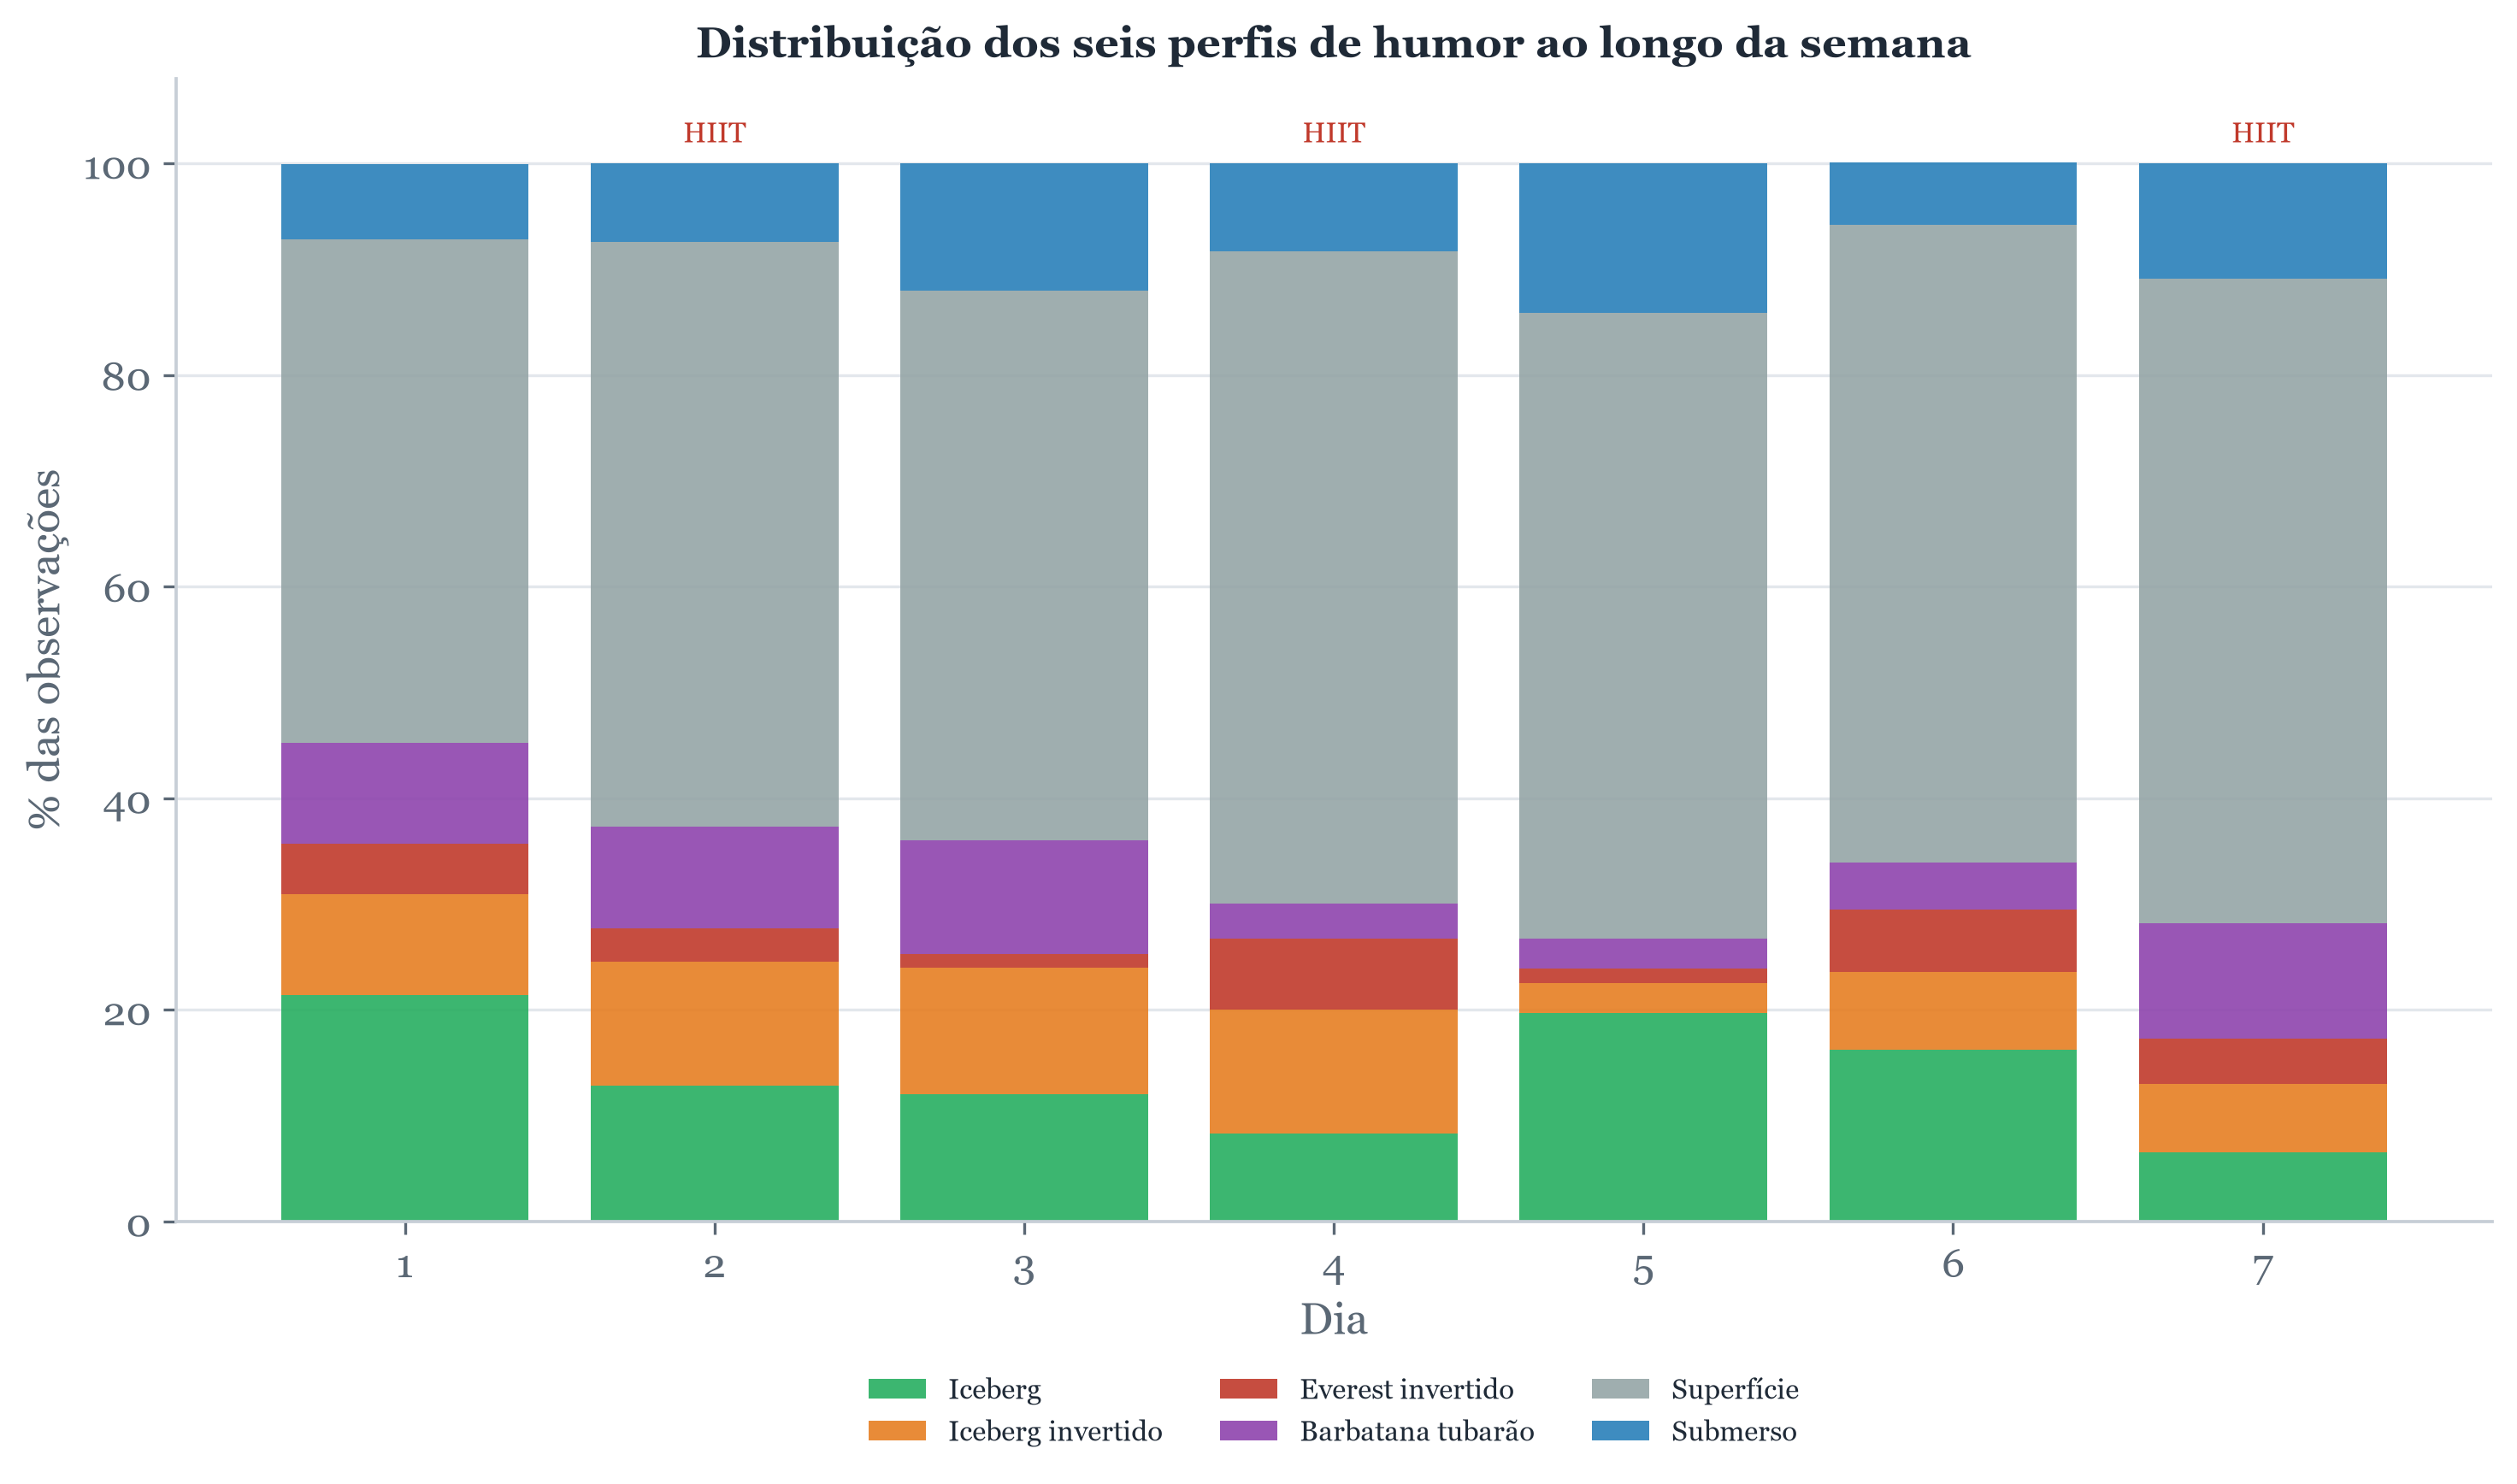 Distribuição dos seis perfis de humor ao longo da semana
HIIT HIIT HIIT
100
80
60
40
20
0
% das observações
1 2 3 4 5 6 7
Dia
Iceberg Everest invertido Superfície
Iceberg invertido Barbatana tubarão Submerso